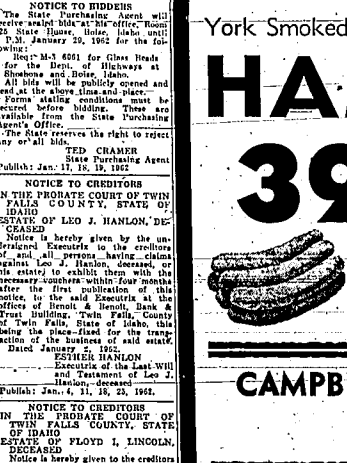 NOTICE TO BIDDERS
The State Purchasing Agent will
receive sealed bids at his office, Room
25 State House, Boise, Idaho until
P.M. January 29, 1962 for the fol-
owing:
Req: M-3 6061 for Glass Beads
for the Dept. of Highways at
Shoshone and Boise, Idaho.
All bids will be publicly opened and
read at the above time and place.
Forms stating conditions must be
ecured before bidding. These are
vailable from the State Purchasing
Agent's Office.
The State reserves the right to reject
any or all bids.
TED CRAMER
State Purchasing Agent
Publish: Jan. 17, 18, 19, 1962
NOTICE TO CREDITORS
IN THE PROBATE COURT OF TWIN
FALLS COUNTY, STATE OF
IDAHO
ESTATE OF LEO J. HANLON, DE-
CEASED
Notice is hereby given by the un-
dersigned Executrix to the creditors
of and all persons having claims
against Leo J. Hanlon, deceased, or
his estate, to exhibit them with the
necessary vouchers within four months
after the first publication of this
notice, to the said Executrix at the
offices of Benoit & Benoit, Bank &
Trust Building, Twin Falls, County
of Twin Falls, State of Idaho, this
being the place fixed for the trans-
action of the business of said estate.
Dated January 2, 1962.
ESTHER HANLON
Executrix of the Last Will
and Testament of Leo J.
Hanlon, deceased
Publish: Jan. 4, 11, 18, 25, 1962.
NOTICE TO CREDITORS
IN THE PROBATE COURT OF
TWIN FALLS COUNTY, STATE
OF IDAHO
ESTATE OF FLOYD I. LINCOLN,
DECEASED
Notice is hereby given to the creditors
York Smoked
HA
39
CAMPB